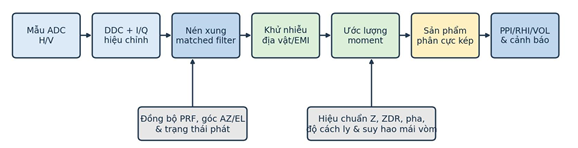 Mẫu ADC
H/V
DDC + I/Q
hiệu chỉnh
Nén xung
matched filter
Khử nhiễu
địa vật/EMI
Ước lượng
moment
Sản phẩm
phân cực kép
PPI/RHI/VOL
& cảnh báo
Đồng bộ PRF, góc AZ/EL
& trạng thái phát
Hiệu chuẩn Z, ZDR, pha,
độ cách ly & suy hao mái vòm